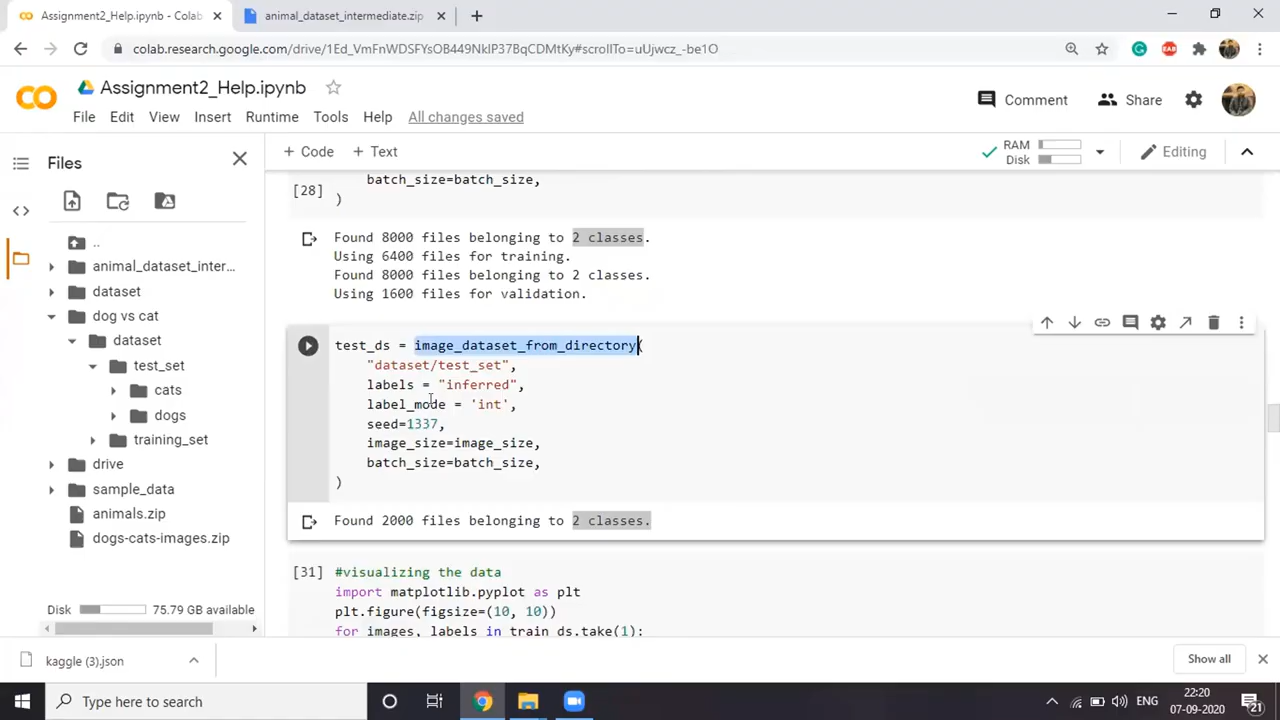 Assignment2_Help.ipynb - Colab
animal_dataset_intermediate.zip
colab.research.google.com/drive/1Ed_VmFnWDSFYsOB449NklP37BqCDMtKy#scrollTo=uUjwcz_-be1O
Assignment2_Help.ipynb
Comment
Share
File Edit View Insert Runtime Tools Help All changes saved
Files
+ Code + Text
RAM
Disk
Editing
..
animal_dataset_inter...
dataset
dog vs cat
dataset
test_set
cats
dogs
training_set
drive
sample_data
animals.zip
dogs-cats-images.zip
Disk 75.79 GB available
[28]
batch_size=batch_size,
)
Found 8000 files belonging to 2 classes.
Using 6400 files for training.
Found 8000 files belonging to 2 classes.
Using 1600 files for validation.
test_ds = image_dataset_from_directory(
"dataset/test_set",
labels = "inferred",
label_mode = 'int',
seed=1337,
image_size=image_size,
batch_size=batch_size,
)
Found 2000 files belonging to 2 classes.
[31] #visualizing the data
import matplotlib.pyplot as plt
plt.figure(figsize=(10, 10))
for images, labels in train_ds.take(1):
kaggle (3).json
Show all
Type here to search
ENG
22:20
07-09-2020
21